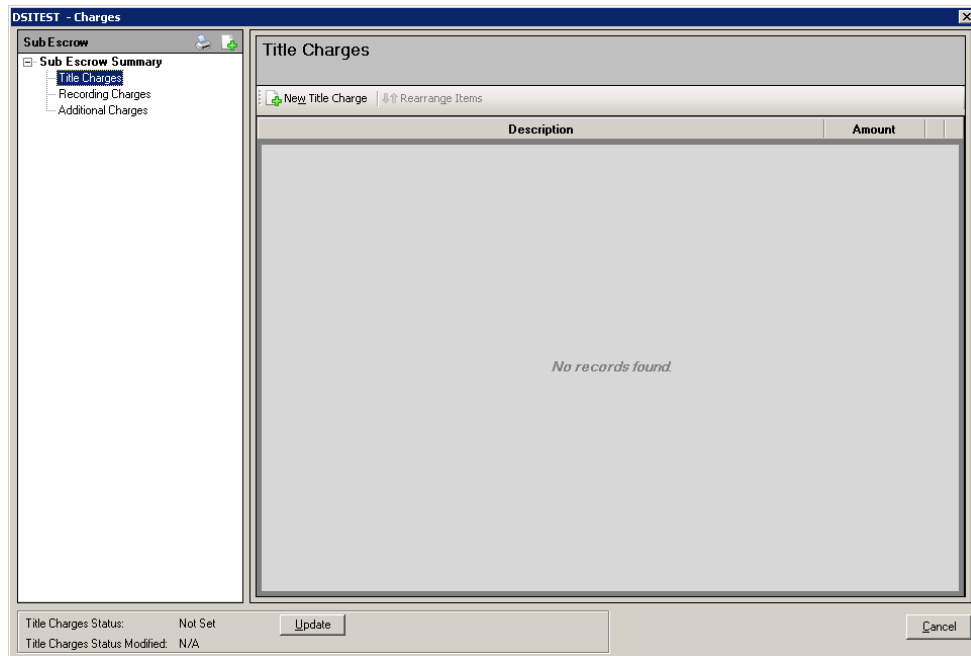 DSITEST - Charges
Sub Escrow
Sub Escrow Summary
Title Charges
Recording Charges
Additional Charges
Title Charges
New Title Charge
Rearrange Items
Description
Amount
No records found.
Title Charges Status: Not Set
Update
Cancel
Title Charges Status Modified: N/A